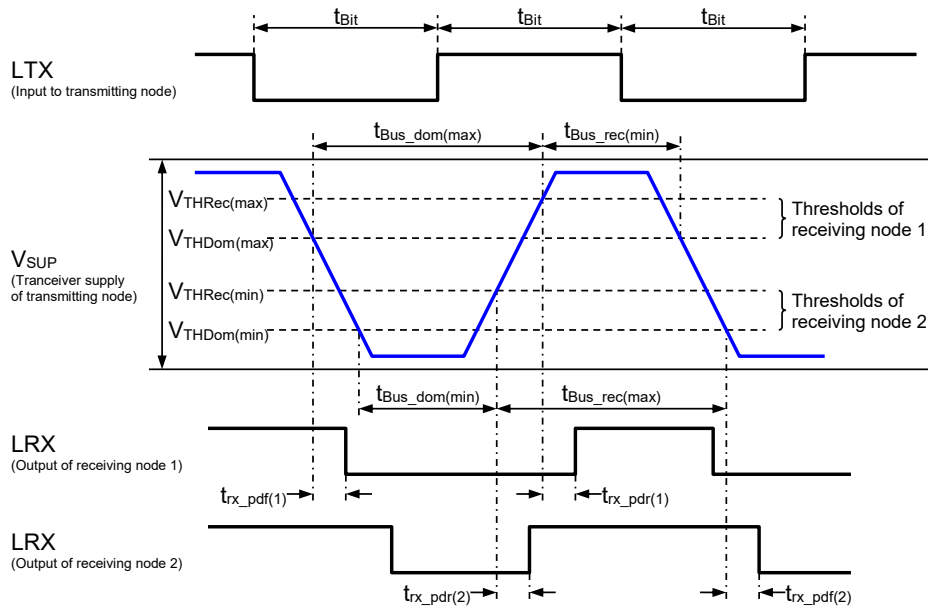 tBit tBit tBit
LTX
(Input to transmitting node)
tBus_dom(max) tBus_rec(min)
VTHRec(max)
Thresholds of
receiving node 1
VTHDom(max)
VSUP
(Tranceiver supply
of transmitting node)
VTHRec(min)
Thresholds of
receiving node 2
VTHDom(min)
tBus_dom(min) tBus_rec(max)
LRX
(Output of receiving node 1)
trx_pdf(1) trx_pdr(1)
LRX
(Output of receiving node 2)
trx_pdr(2) trx_pdf(2)